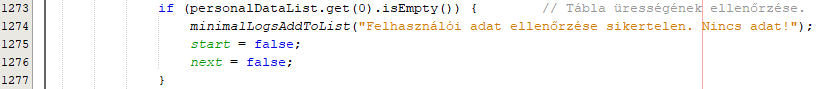 1273 if (personalDataList.get(0).isEmpty()) { // Tábla ürességének ellenőrzése.
1274 minimalLogsAddToList("Felhasználói adat ellenőrzése sikertelen. Nincs adat!");
1275 start = false;
1276 next = false;
1277 }